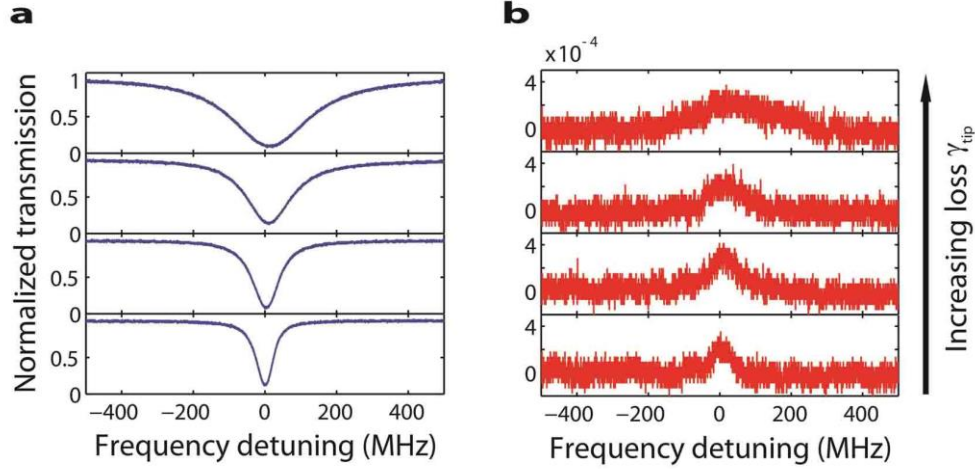 a
b
×10⁻⁴
Normalized transmission
1
0.5
0
0.5
0
0.5
0
0.5
−400 −200 0 200 400
Frequency detuning (MHz)
4
0
4
0
4
0
4
0
−400 −200 0 200 400
Frequency detuning (MHz)
Increasing loss γtip